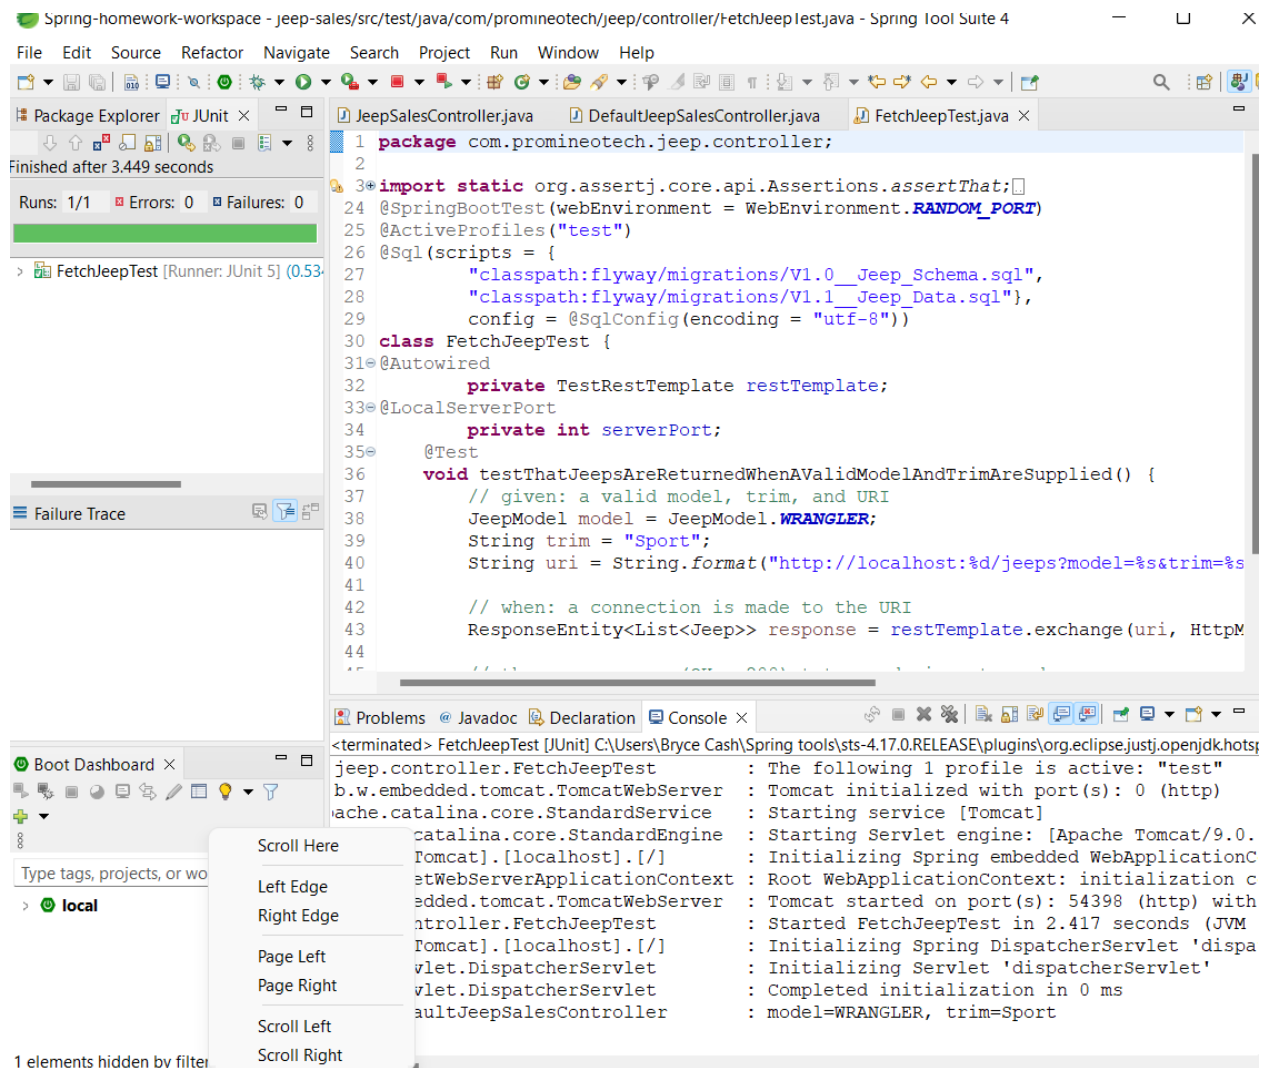 Spring-homework-workspace - jeep-sales/src/test/java/com/promineotech/jeep/controller/FetchJeepTest.java - Spring Tool Suite 4
File Edit Source Refactor Navigate Search Project Run Window Help
Package Explorer JUnit
Finished after 3.449 seconds
Runs: 1/1 Errors: 0 Failures: 0
FetchJeepTest [Runner: JUnit 5] (0.534
Failure Trace
JeepSalesController.java DefaultJeepSalesController.java FetchJeepTest.java
1 package com.promineotech.jeep.controller;
2
3 import static org.assertj.core.api.Assertions.assertThat;
24 @SpringBootTest(webEnvironment = WebEnvironment.RANDOM_PORT)
25 @ActiveProfiles("test")
26 @Sql(scripts = {
27 "classpath:flyway/migrations/V1.0__Jeep_Schema.sql",
28 "classpath:flyway/migrations/V1.1__Jeep_Data.sql"},
29 config = @SqlConfig(encoding = "utf-8"))
30 class FetchJeepTest {
31 @Autowired
32 private TestRestTemplate restTemplate;
33 @LocalServerPort
34 private int serverPort;
35 @Test
36 void testThatJeepsAreReturnedWhenAValidModelAndTrimAreSupplied() {
37 // given: a valid model, trim, and URI
38 JeepModel model = JeepModel.WRANGLER;
39 String trim = "Sport";
40 String uri = String.format("http://localhost:%d/jeeps?model=%s&trim=%s
41
42 // when: a connection is made to the URI
43 ResponseEntity<List<Jeep>> response = restTemplate.exchange(uri, HttpM
44
Problems @ Javadoc Declaration Console
<terminated> FetchJeepTest [JUnit] C:\Users\Bryce Cash\Spring tools\sts-4.17.0.RELEASE\plugins\org.eclipse.justj.openjdk.hotsp
jeep.controller.FetchJeepTest : The following 1 profile is active: "test"
b.w.embedded.tomcat.TomcatWebServer : Tomcat initialized with port(s): 0 (http)
ache.catalina.core.StandardService : Starting service [Tomcat]
catalina.core.StandardEngine : Starting Servlet engine: [Apache Tomcat/9.0.
Tomcat].[localhost].[/] : Initializing Spring embedded WebApplicationC
etWebServerApplicationContext : Root WebApplicationContext: initialization c
edded.tomcat.TomcatWebServer : Tomcat started on port(s): 54398 (http) with
ntroller.FetchJeepTest : Started FetchJeepTest in 2.417 seconds (JVM
Tomcat].[localhost].[/] : Initializing Spring DispatcherServlet 'dispa
vlet.DispatcherServlet : Initializing Servlet 'dispatcherServlet'
vlet.DispatcherServlet : Completed initialization in 0 ms
aultJeepSalesController : model=WRANGLER, trim=Sport
Boot Dashboard
Type tags, projects, or wo
local
1 elements hidden by filter
Scroll Here
Left Edge
Right Edge
Page Left
Page Right
Scroll Left
Scroll Right